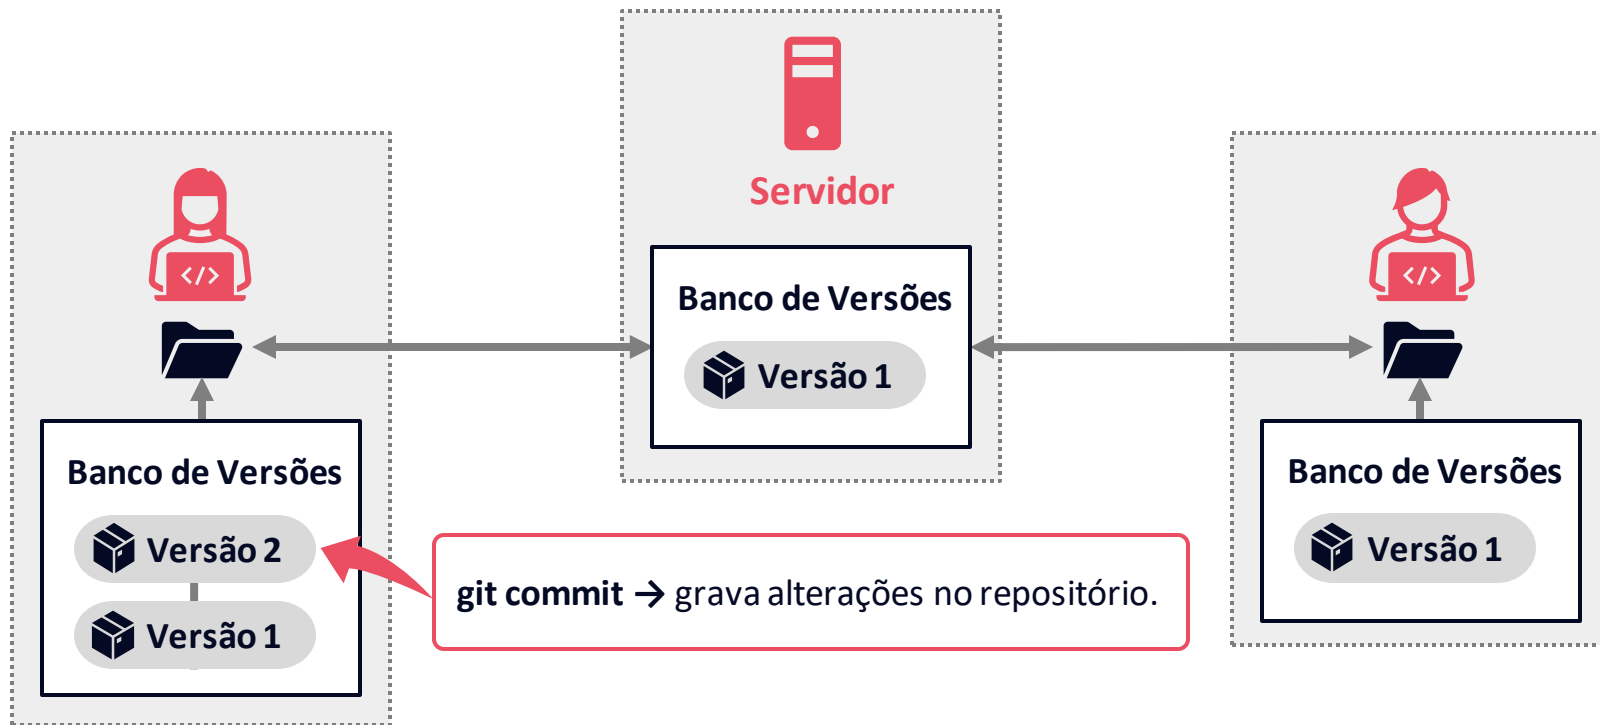 Servidor
Banco de Versões
Versão 1
Banco de Versões
Versão 2
Versão 1
git commit → grava alterações no repositório.
Banco de Versões
Versão 1